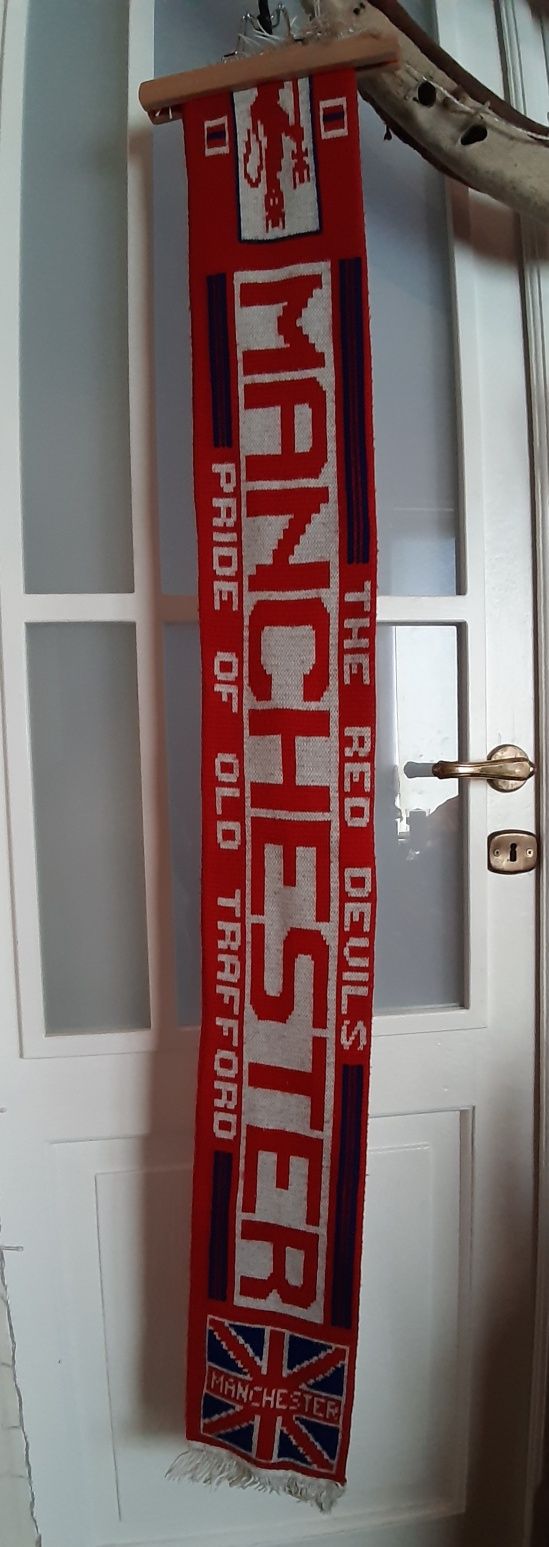 THE RED DEVILS
MANCHESTER
PRIDE OF OLD TRAFFORD
MANCHESTER